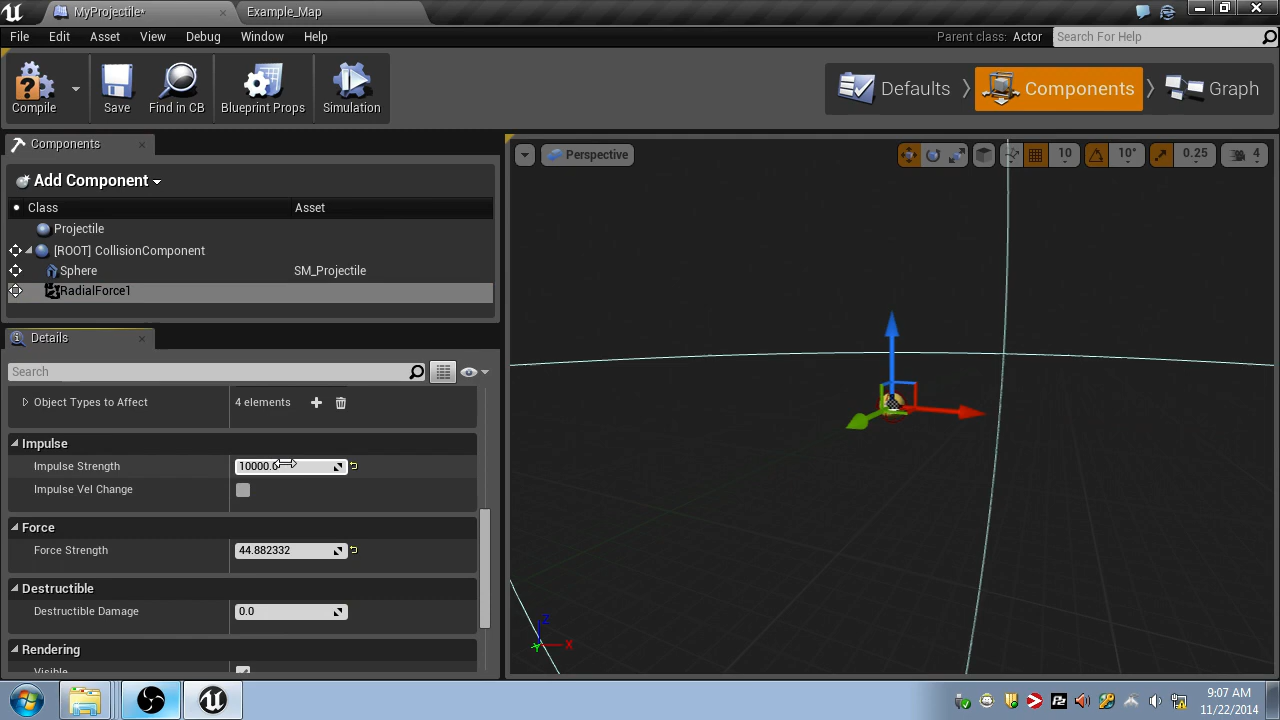 MyProjectile*
Example_Map
File Edit Asset View Debug Window Help
Parent class: Actor
Search For Help
Compile
Save
Find in CB
Blueprint Props
Simulation
Defaults
Components
Graph
Components
Add Component
Class Asset
Projectile
[ROOT] CollisionComponent
Sphere SM_Projectile
RadialForce1
Details
Search
Object Types to Affect 4 elements
Impulse
Impulse Strength 10000.0
Impulse Vel Change
Force
Force Strength 44.882332
Destructible
Destructible Damage 0.0
Rendering
Visible
Perspective
10
10°
0.25
4
Z
X
Y
9:07 AM
11/22/2014